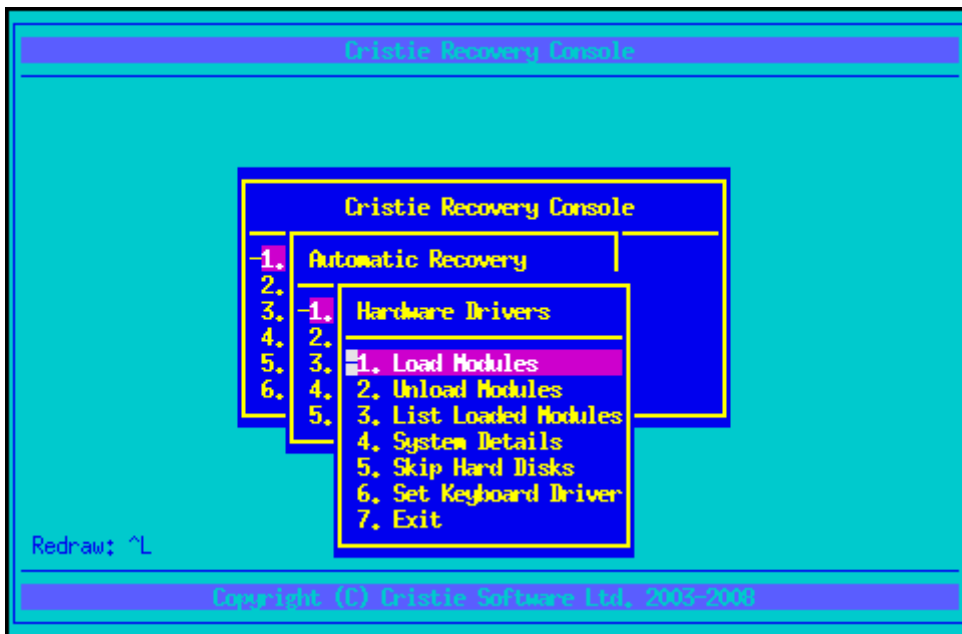 Cristie Recovery Console
Cristie Recovery Console
1.
2.
3.
4.
5.
6.
Automatic Recovery
1.
2.
3.
4.
5.
Hardware Drivers
1. Load Modules
2. Unload Modules
3. List Loaded Modules
4. System Details
5. Skip Hard Disks
6. Set Keyboard Driver
7. Exit
Redraw: ^L
Copyright (C) Cristie Software Ltd. 2003-2008